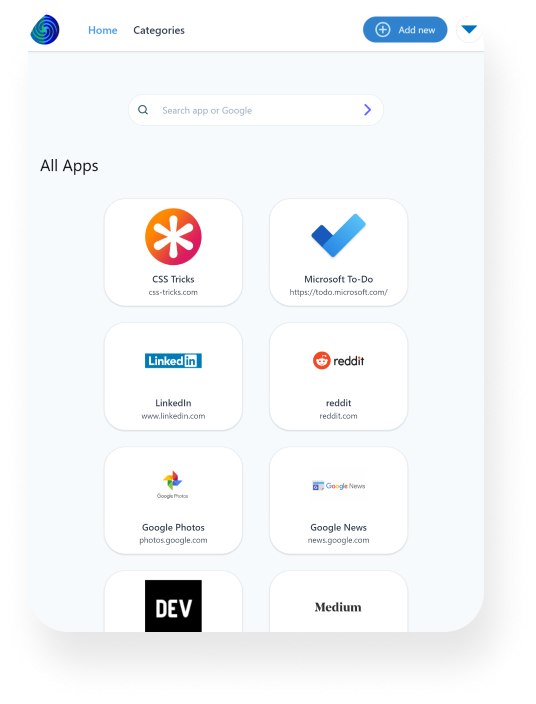 Home Categories Add new
Search app or Google
All Apps
CSS Tricks
css-tricks.com
Microsoft To-Do
https://todo.microsoft.com/
Linkedin
LinkedIn
www.linkedin.com
reddit
reddit
reddit.com
Google Photos
Google Photos
photos.google.com
Google News
Google News
news.google.com
DEV
Medium